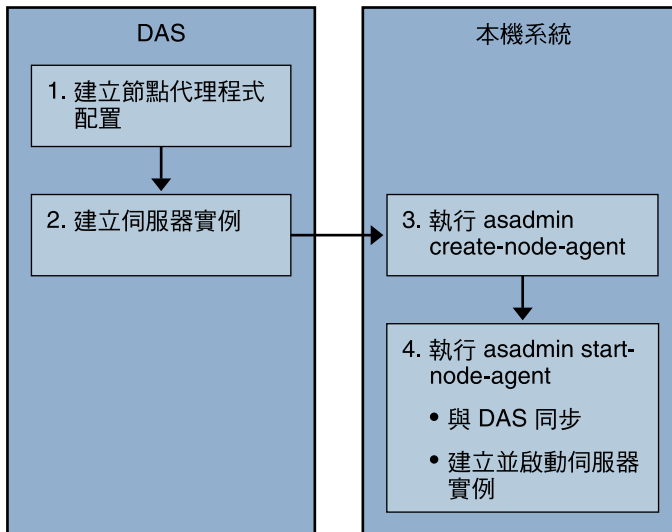 DAS
1. 建立節點代理程式
配置
2. 建立伺服器實例
本機系統
3. 執行 asadmin
create-node-agent
4. 執行 asadmin start-
node-agent
• 與 DAS 同步
• 建立並啟動伺服器
實例